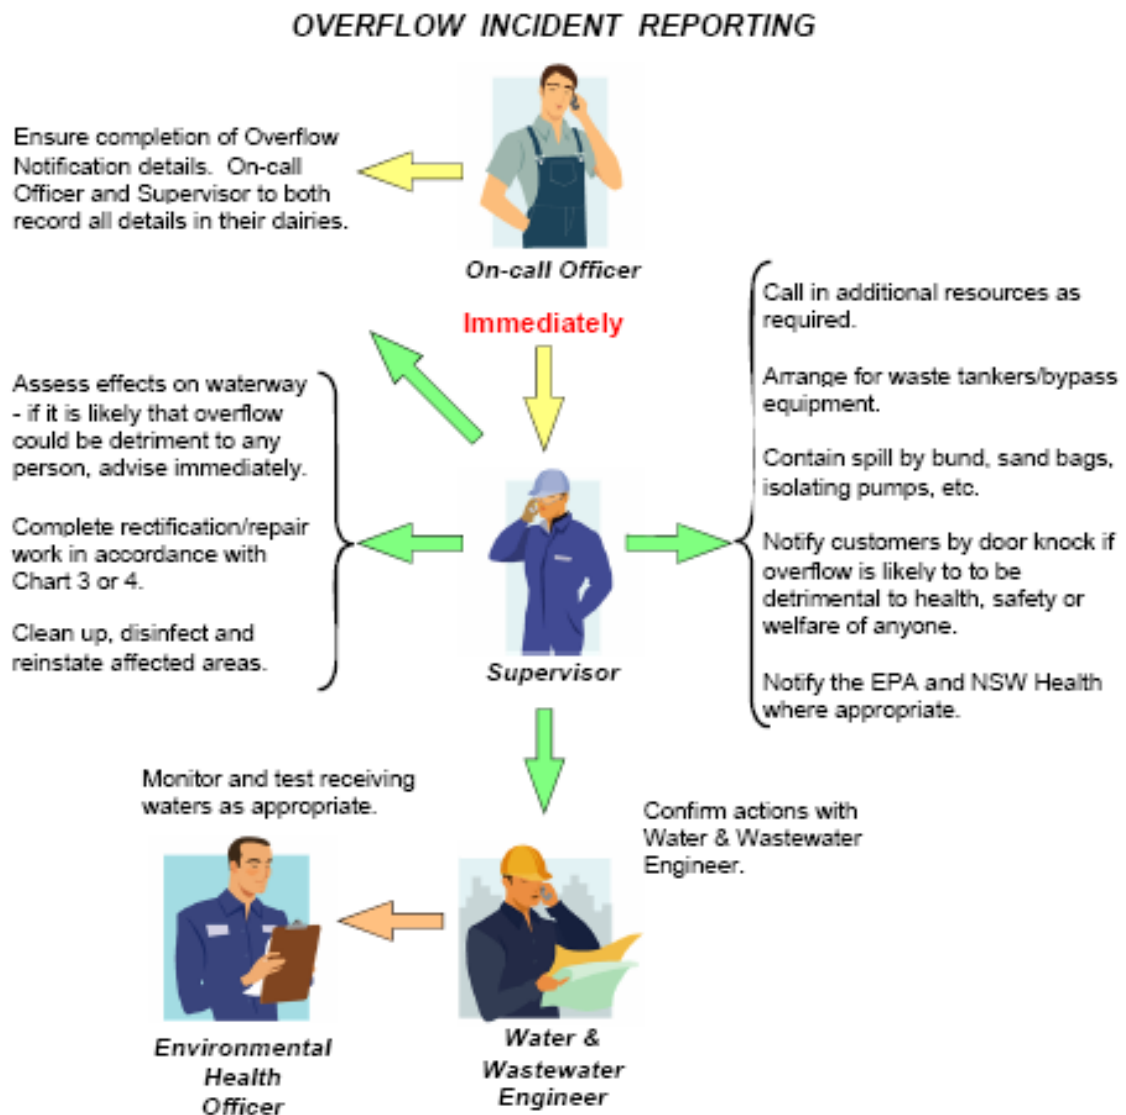 OVERFLOW INCIDENT REPORTING
Ensure completion of Overflow
Notification details. On-call
Officer and Supervisor to both
record all details in their dairies.
On-call Officer
Immediately
Call in additional resources as
required.
Arrange for waste tankers/bypass
equipment.
Contain spill by bund, sand bags,
isolating pumps, etc.
Notify customers by door knock if
overflow is likely to to be
detrimental to health, safety or
welfare of anyone.
Notify the EPA and NSW Health
where appropriate.
Assess effects on waterway
- if it is likely that overflow
could be detriment to any
person, advise immediately.
Complete rectification/repair
work in accordance with
Chart 3 or 4.
Clean up, disinfect and
reinstate affected areas.
Supervisor
Monitor and test receiving
waters as appropriate.
Confirm actions with
Water & Wastewater
Engineer.
Environmental
Health
Officer
Water &
Wastewater
Engineer